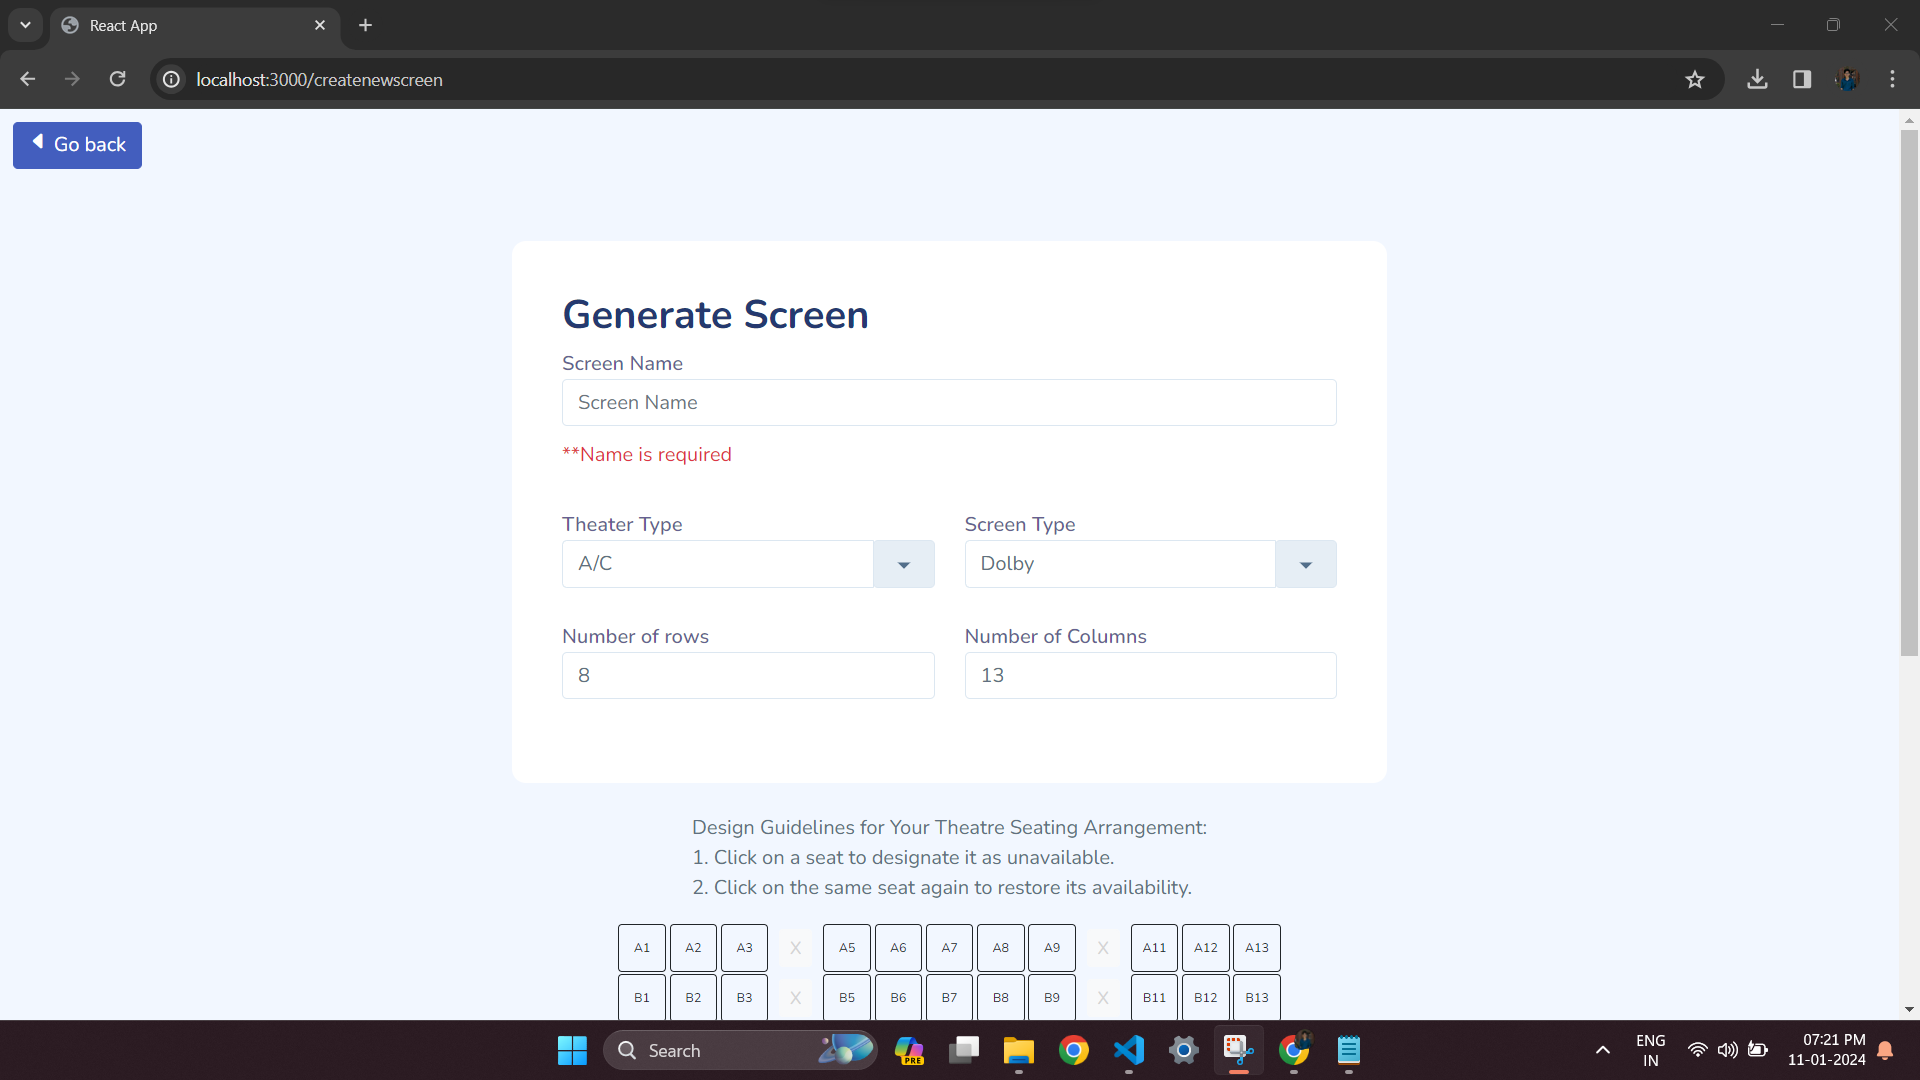 React App
localhost:3000/createnewscreen
Go back
Generate Screen
Screen Name
Screen Name
**Name is required
Theater Type
Screen Type
A/C
Dolby
Number of rows
Number of Columns
8
13
Design Guidelines for Your Theatre Seating Arrangement:
1. Click on a seat to designate it as unavailable.
2. Click on the same seat again to restore its availability.
A1 A2 A3 X A5 A6 A7 A8 A9 X A11 A12 A13
B1 B2 B3 X B5 B6 B7 B8 B9 X B11 B12 B13
Search
PRE
ENG
IN
07:21 PM
11-01-2024